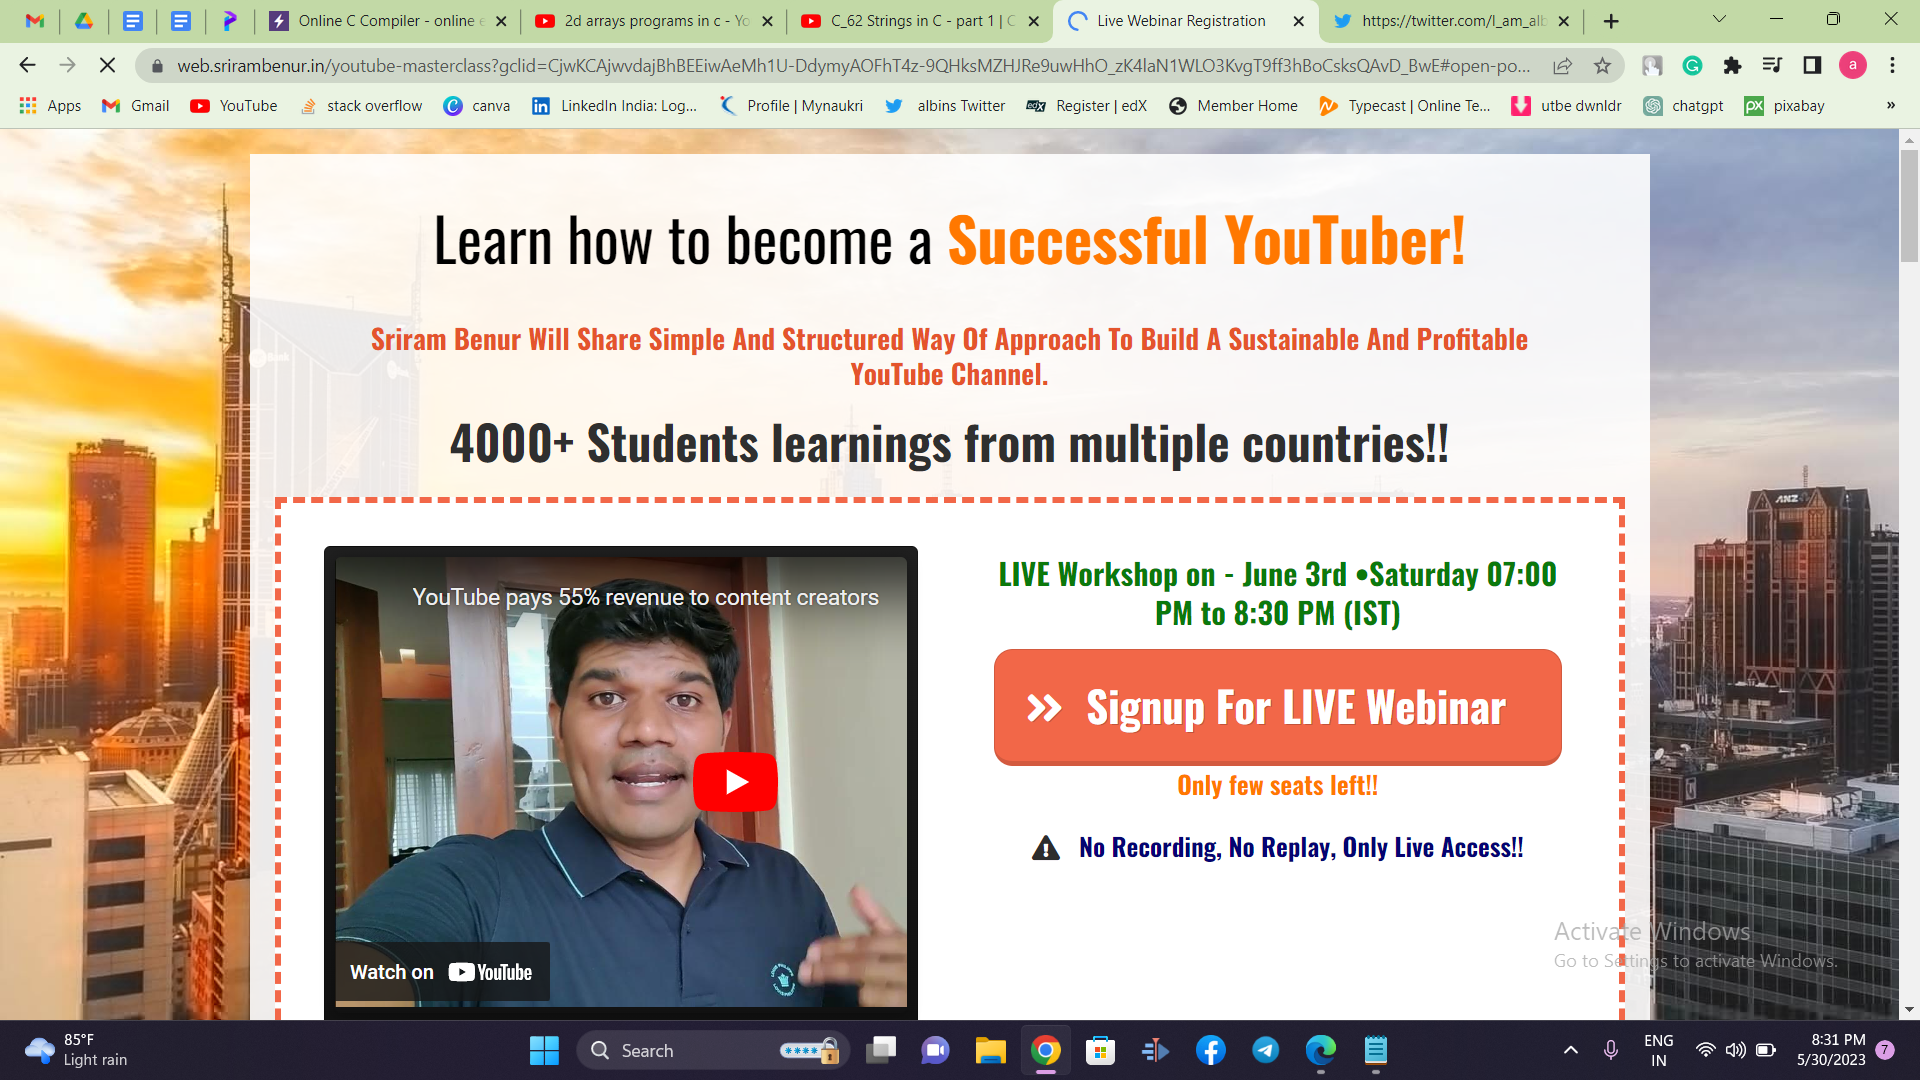 Online C Compiler - online e
2d arrays programs in c - Yo
C_62 Strings in C - part 1 | C
Live Webinar Registration
https://twitter.com/I_am_alb
web.srirambenur.in/youtube-masterclass?gclid=CjwKCAjwvdajBhBEEiwAeMh1U-DdymyAOFhT4z-9QHksMZHJRe9uwHhO_zK4laN1WLO3KvgT9ff3hBoCsksQAvD_BwE#open-po...
a
Apps
Gmail
YouTube
stack overflow
canva
LinkedIn India: Log...
Profile | Mynaukri
albins Twitter
Register | edX
Member Home
Typecast | Online Te...
utbe dwnldr
chatgpt
pixabay
»
Learn how to become a Successful YouTuber!
Sriram Benur Will Share Simple And Structured Way Of Approach To Build A Sustainable And Profitable
YouTube Channel.
4000+ Students learnings from multiple countries!!
YouTube pays 55% revenue to content creators
Watch on YouTube
LIVE Workshop on - June 3rd •Saturday 07:00
PM to 8:30 PM (IST)
Signup For LIVE Webinar
Only few seats left!!
No Recording, No Replay, Only Live Access!!
ANZ
Activate Windows
Go to Settings to activate Windows.
85°F
Light rain
Search
ENG
IN
8:31 PM
5/30/2023
7